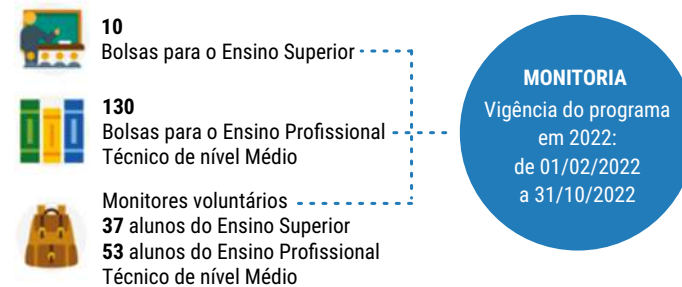 10
Bolsas para o Ensino Superior
130
Bolsas para o Ensino Profissional
Técnico de nível Médio
Monitores voluntários
37 alunos do Ensino Superior
53 alunos do Ensino Profissional
Técnico de nível Médio
MONITORIA
Vigência do programa
em 2022:
de 01/02/2022
a 31/10/2022